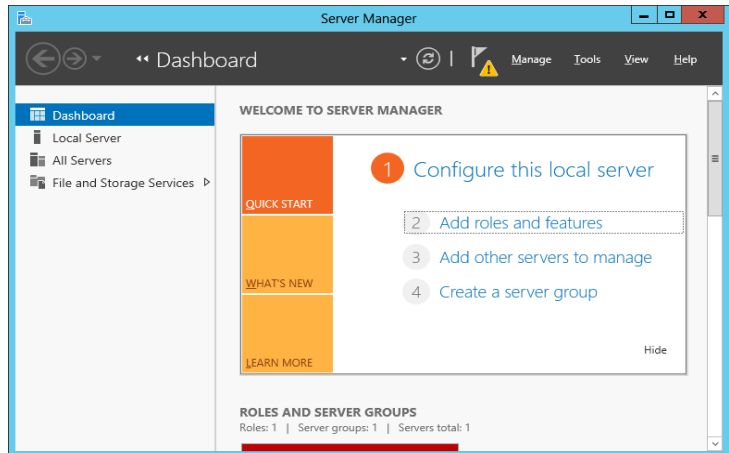 Server Manager
Dashboard
Manage Tools View Help
Dashboard
Local Server
All Servers
File and Storage Services
WELCOME TO SERVER MANAGER
QUICK START
WHAT'S NEW
LEARN MORE
1 Configure this local server
2 Add roles and features
3 Add other servers to manage
4 Create a server group
Hide
ROLES AND SERVER GROUPS
Roles: 1 | Server groups: 1 | Servers total: 1